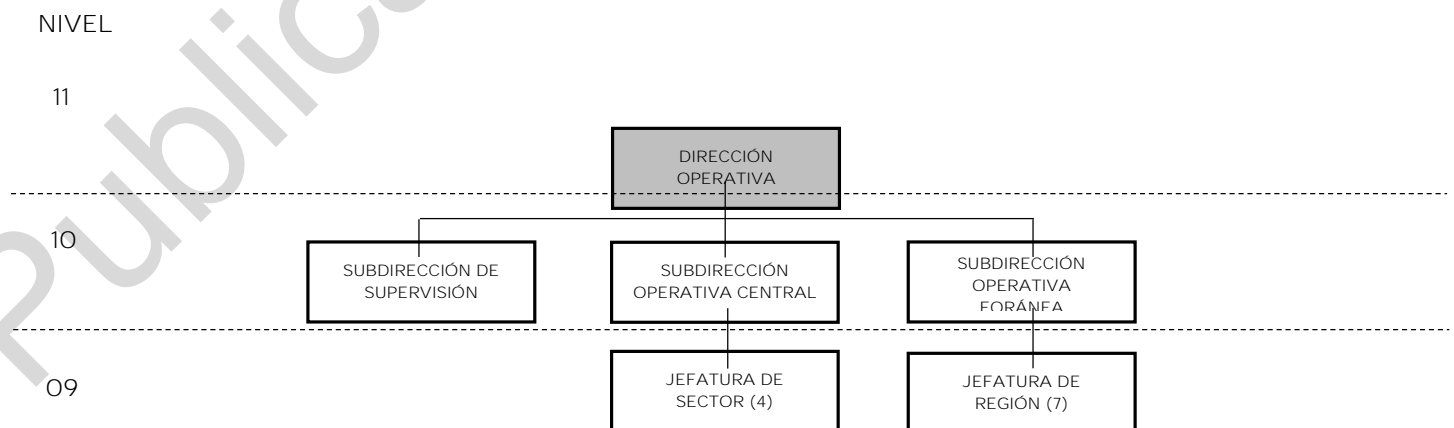 NIVEL
11
DIRECCIÓN
OPERATIVA
10
SUBDIRECCIÓN DE
SUPERVISIÓN
SUBDIRECCIÓN
OPERATIVA CENTRAL
SUBDIRECCIÓN
OPERATIVA
FORÁNEA
09
JEFATURA DE
SECTOR (4)
JEFATURA DE
REGIÓN (7)